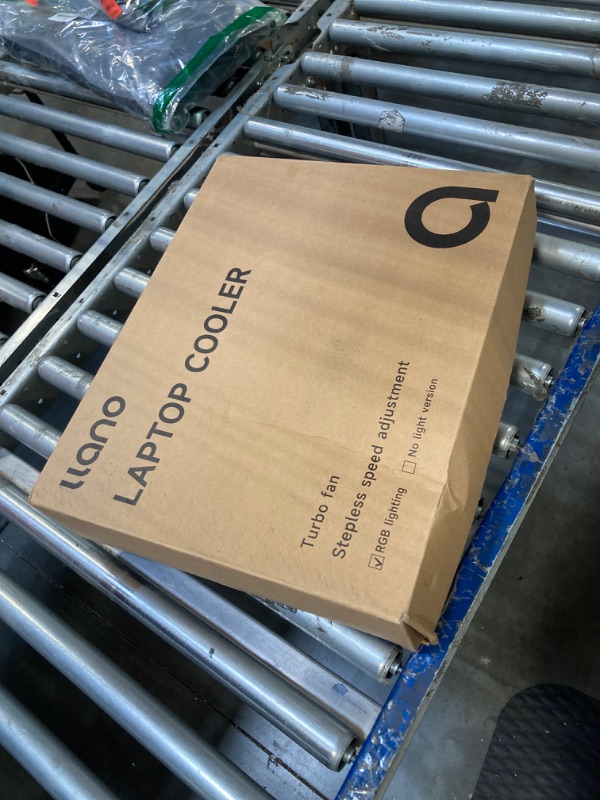 llano
LAPTOP COOLER
Turbo fan
Stepless speed adjustment
RGB lighting
No light version